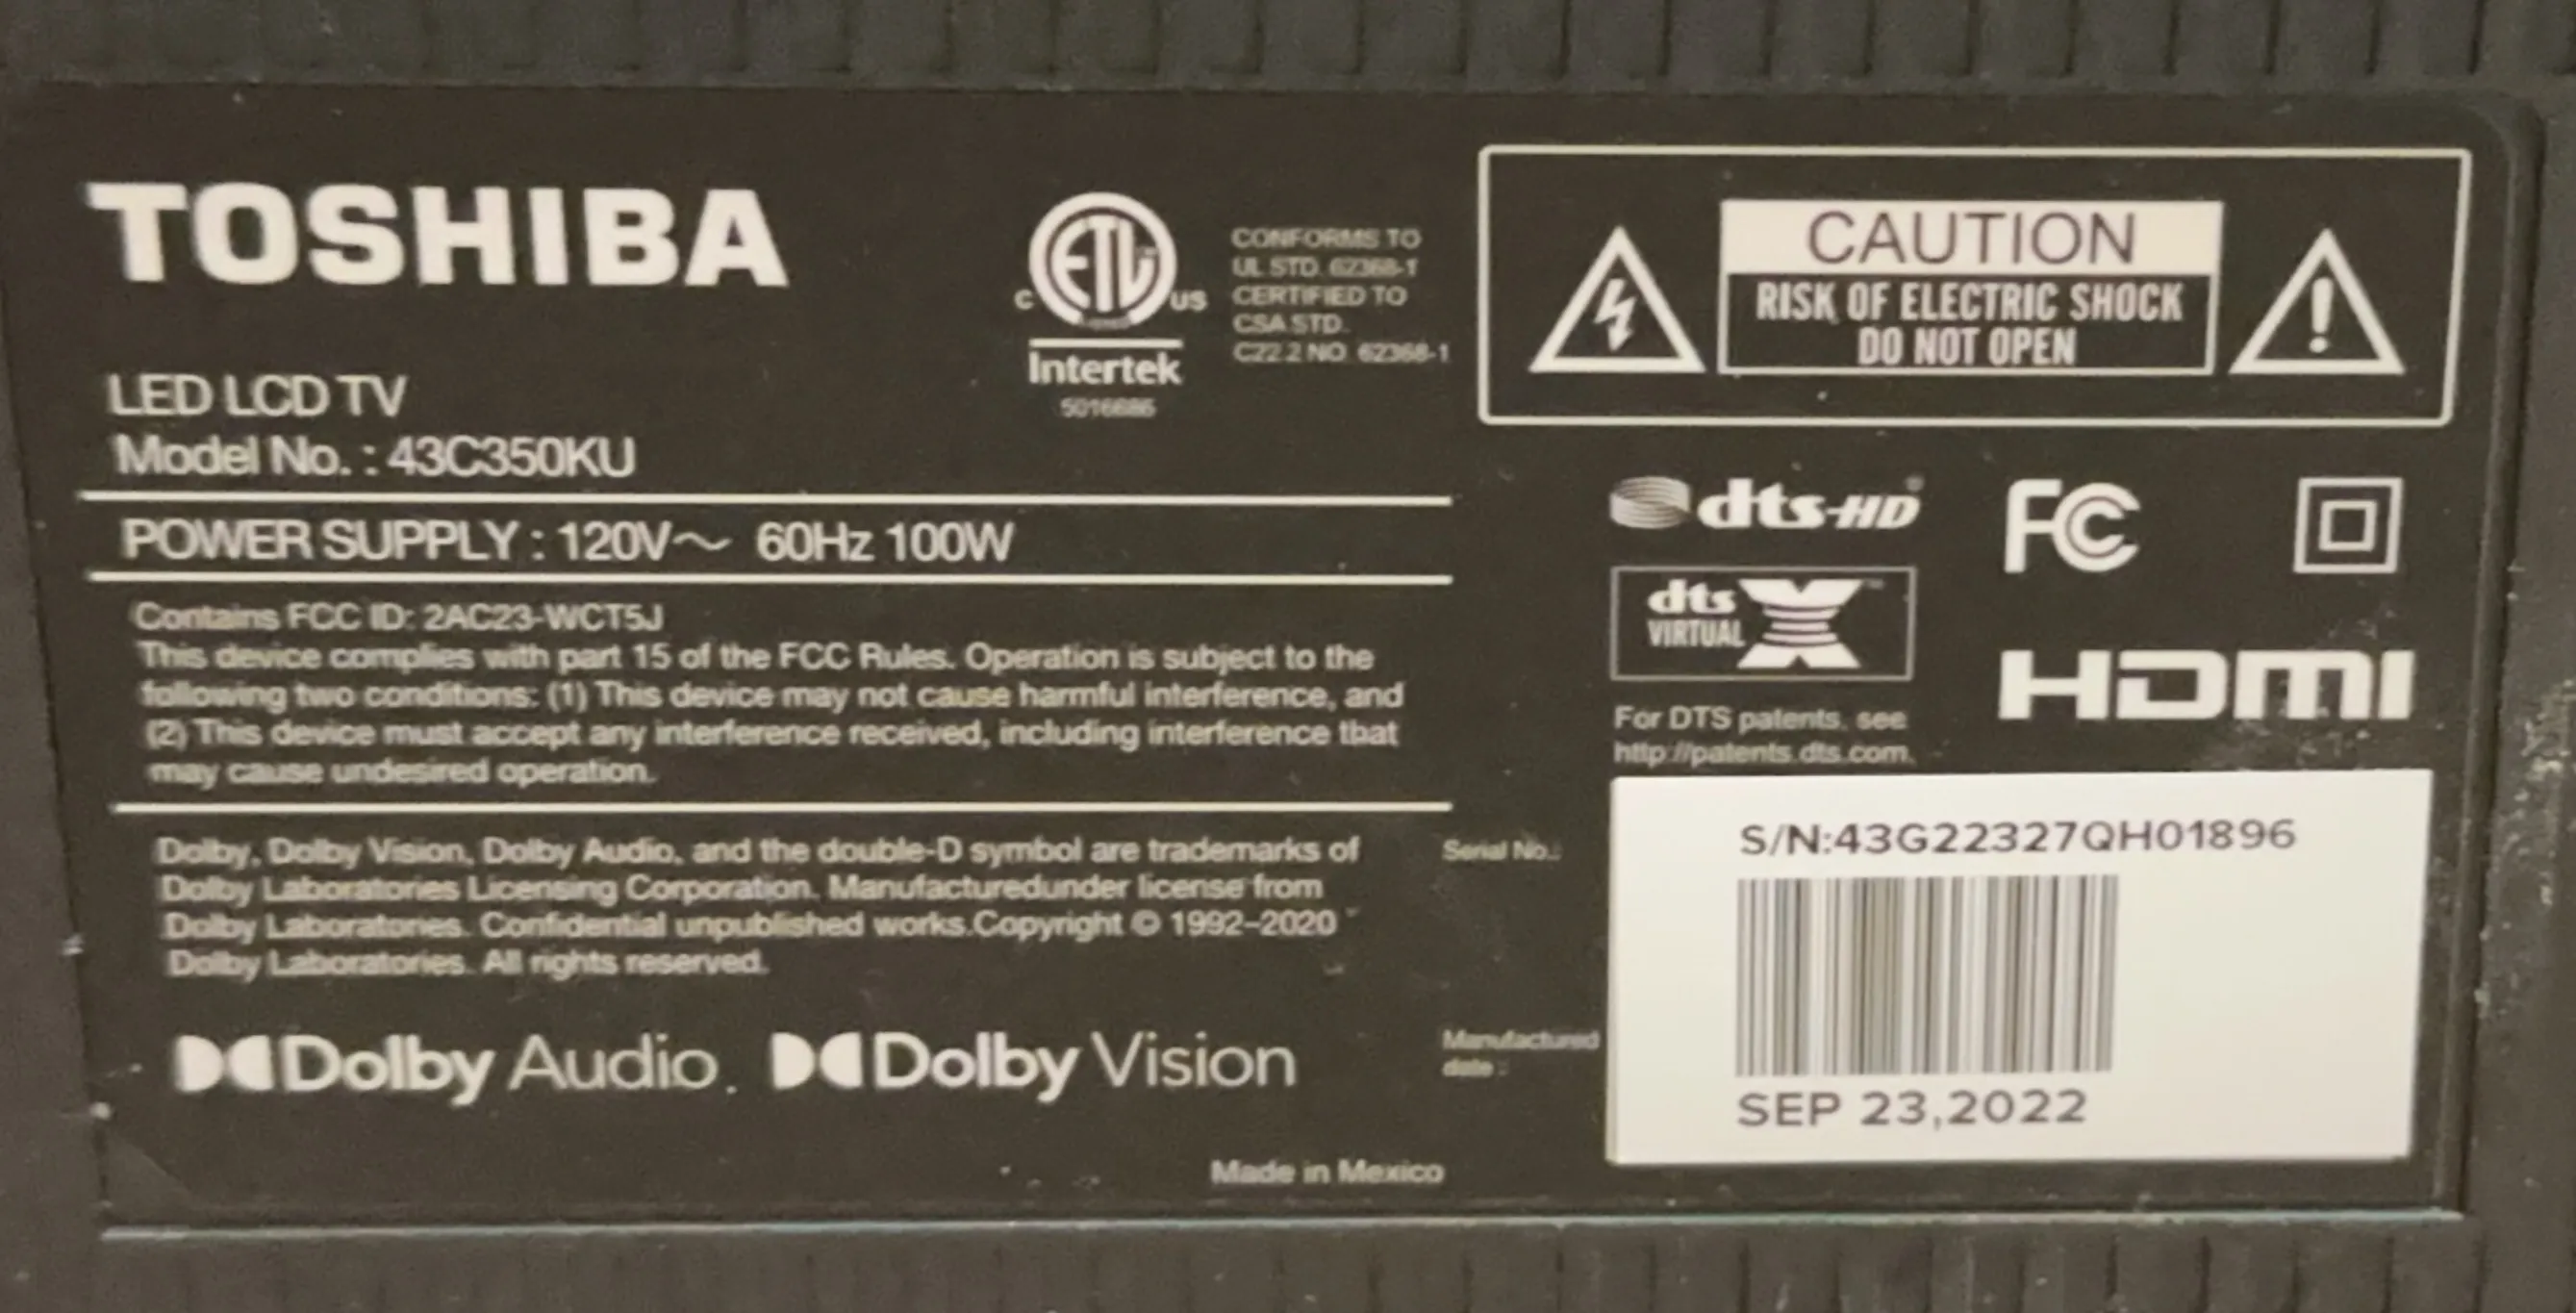 TOSHIBA
LED LCD TV
Model No. : 43C350KU
c ETL us
Intertek
5016686
CONFORMS TO
UL STD. 62368-1
CERTIFIED TO
CSA STD.
C22.2 NO. 62368-1
CAUTION
RISK OF ELECTRIC SHOCK
DO NOT OPEN
POWER SUPPLY : 120V~ 60Hz 100W
Contains FCC ID: 2AC23-WCT5J
This device complies with part 15 of the FCC Rules. Operation is subject to the
following two conditions: (1) This device may not cause harmful interference, and
(2) This device must accept any interference received, including interference that
may cause undesired operation.
dts-HD®
FC
dts X™
VIRTUAL
HDMI
For DTS patents, see
http://patents.dts.com.
Dolby, Dolby Vision, Dolby Audio, and the double-D symbol are trademarks of
Dolby Laboratories Licensing Corporation. Manufacturedunder license from
Dolby Laboratories. Confidential unpublished works.Copyright © 1992–2020
Dolby Laboratories. All rights reserved.
Dolby Audio. Dolby Vision
Serial No.:
S/N:43G22327QH01896
Manufactured
date :
SEP 23,2022
Made in Mexico